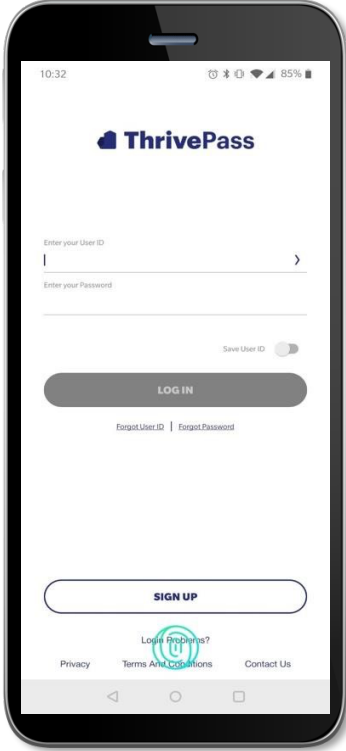 10:32 85%
ThrivePass
Enter your User ID
Enter your Password
Save User ID
LOG IN
Forgot User ID | Forgot Password
SIGN UP
Login Problems?
Privacy Terms And Conditions Contact Us